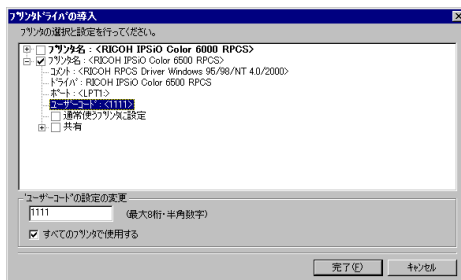 プリンタドライバの導入
プリンタの選択と設定を行ってください。
プリンタ名 : <RICOH IPSiO Color 6000 RPCS>
プリンタ名 : <RICOH IPSiO Color 6500 RPCS>
コメント : <RICOH RPCS Driver Windows 95/98/NT 4.0/2000>
ドライバ : RICOH IPSiO Color 6500 RPCS
ポート : <LPT1:>
ユーザーコード : <1111>
通常使うプリンタに設定
共有
"ユーザーコード"の設定の変更
1111
(最大8桁・半角数字)
すべてのプリンタで使用する
完了(F)
キャンセル